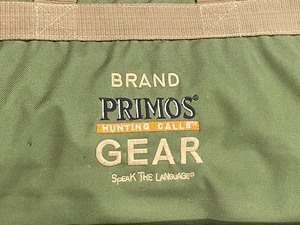 BRAND
PRIMOS®
HUNTING CALLS
GEAR
SPEAK THE LANGUAGE®